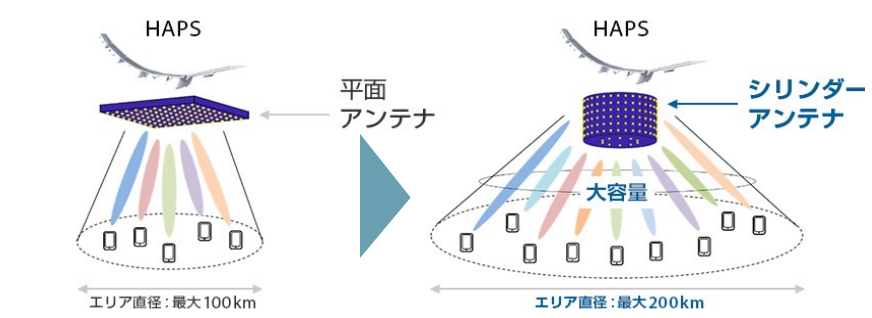 HAPS
平面
アンテナ
エリア直径：最大100km
HAPS
シリンダー
アンテナ
大容量
エリア直径：最大200km